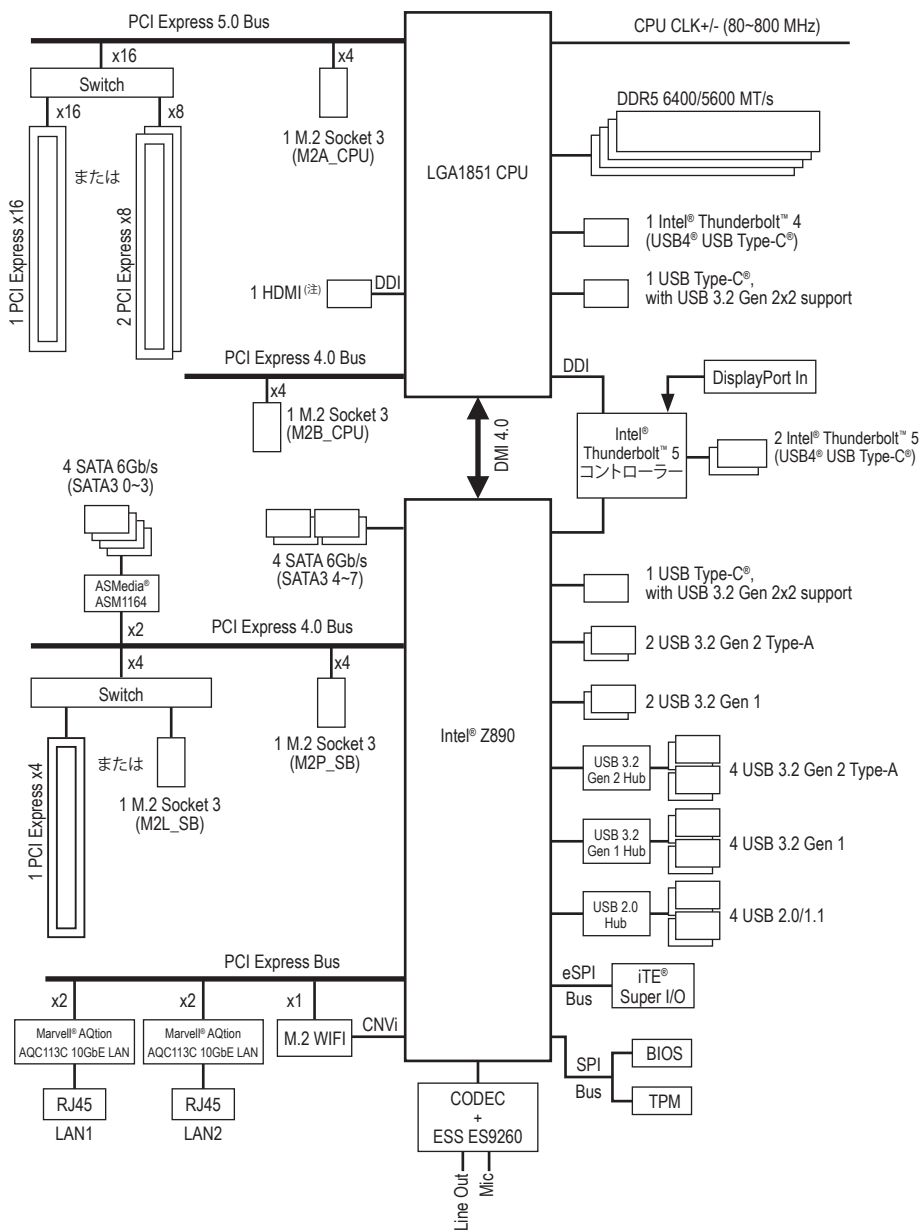 PCI Express 5.0 Bus
CPU CLK+/- (80~800 MHz)
x16
x4
Switch
x16
x8
1 M.2 Socket 3
(M2A_CPU)
LGA1851 CPU
DDR5 6400/5600 MT/s
1 PCI Express x16
または
2 PCI Express x8
1 Intel® Thunderbolt™ 4
(USB4® USB Type-C®)
1 HDMI (注)
DDI
1 USB Type-C®,
with USB 3.2 Gen 2x2 support
PCI Express 4.0 Bus
x4
1 M.2 Socket 3
(M2B_CPU)
DMI 4.0
DDI
DisplayPort In
Intel®
Thunderbolt™ 5
コントローラー
2 Intel® Thunderbolt™ 5
(USB4® USB Type-C®)
4 SATA 6Gb/s
(SATA3 0~3)
ASMedia®
ASM1164
x2
4 SATA 6Gb/s
(SATA3 4~7)
1 USB Type-C®,
with USB 3.2 Gen 2x2 support
PCI Express 4.0 Bus
x4
x4
2 USB 3.2 Gen 2 Type-A
Switch
1 M.2 Socket 3
(M2P_SB)
2 USB 3.2 Gen 1
Intel® Z890
1 PCI Express x4
または
1 M.2 Socket 3
(M2L_SB)
USB 3.2
Gen 2 Hub
4 USB 3.2 Gen 2 Type-A
USB 3.2
Gen 1 Hub
4 USB 3.2 Gen 1
USB 2.0
Hub
4 USB 2.0/1.1
PCI Express Bus
x2
x2
x1
eSPI
Bus
iTE®
Super I/O
Marvell® AQtion
AQC113C 10GbE LAN
Marvell® AQtion
AQC113C 10GbE LAN
M.2 WIFI
CNVi
SPI
Bus
BIOS
TPM
RJ45
LAN1
RJ45
LAN2
CODEC
+
ESS ES9260
Line Out
Mic